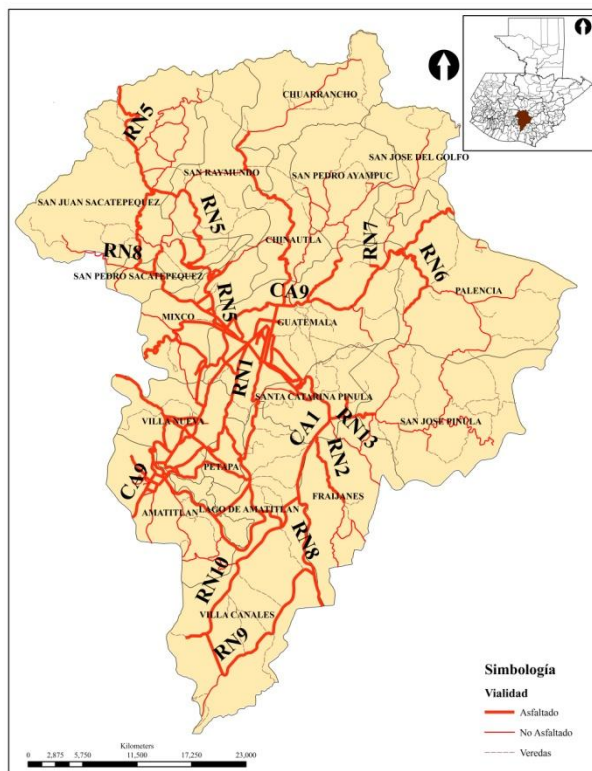 CHUARRANCHO
RN5
SAN JOSE DEL GOLFO
SAN RAYMUNDO
SAN PEDRO AYAMPUC
SAN JUAN SACATEPEQUEZ
RN5
CHINAUTLA
RN7
RN8
RN6
SAN PEDRO SACATEPEQUEZ
CA9
PALENCIA
RN5
MIXCO
GUATEMALA
RN1
SANTA CATARINA PINULA
CA1
RN13
VILLA NUEVA
SAN JOSE PINULA
RN2
CA9
PETAPA
FRAIJANES
AMATITLAN
LAGO DE AMATITLAN
RN8
RN10
VILLA CANALES
RN9
Simbología
Vialidad
Asfaltado
No Asfaltado
Veredas
Kilometers
0 2,875 5,750 11,500 17,250 23,000